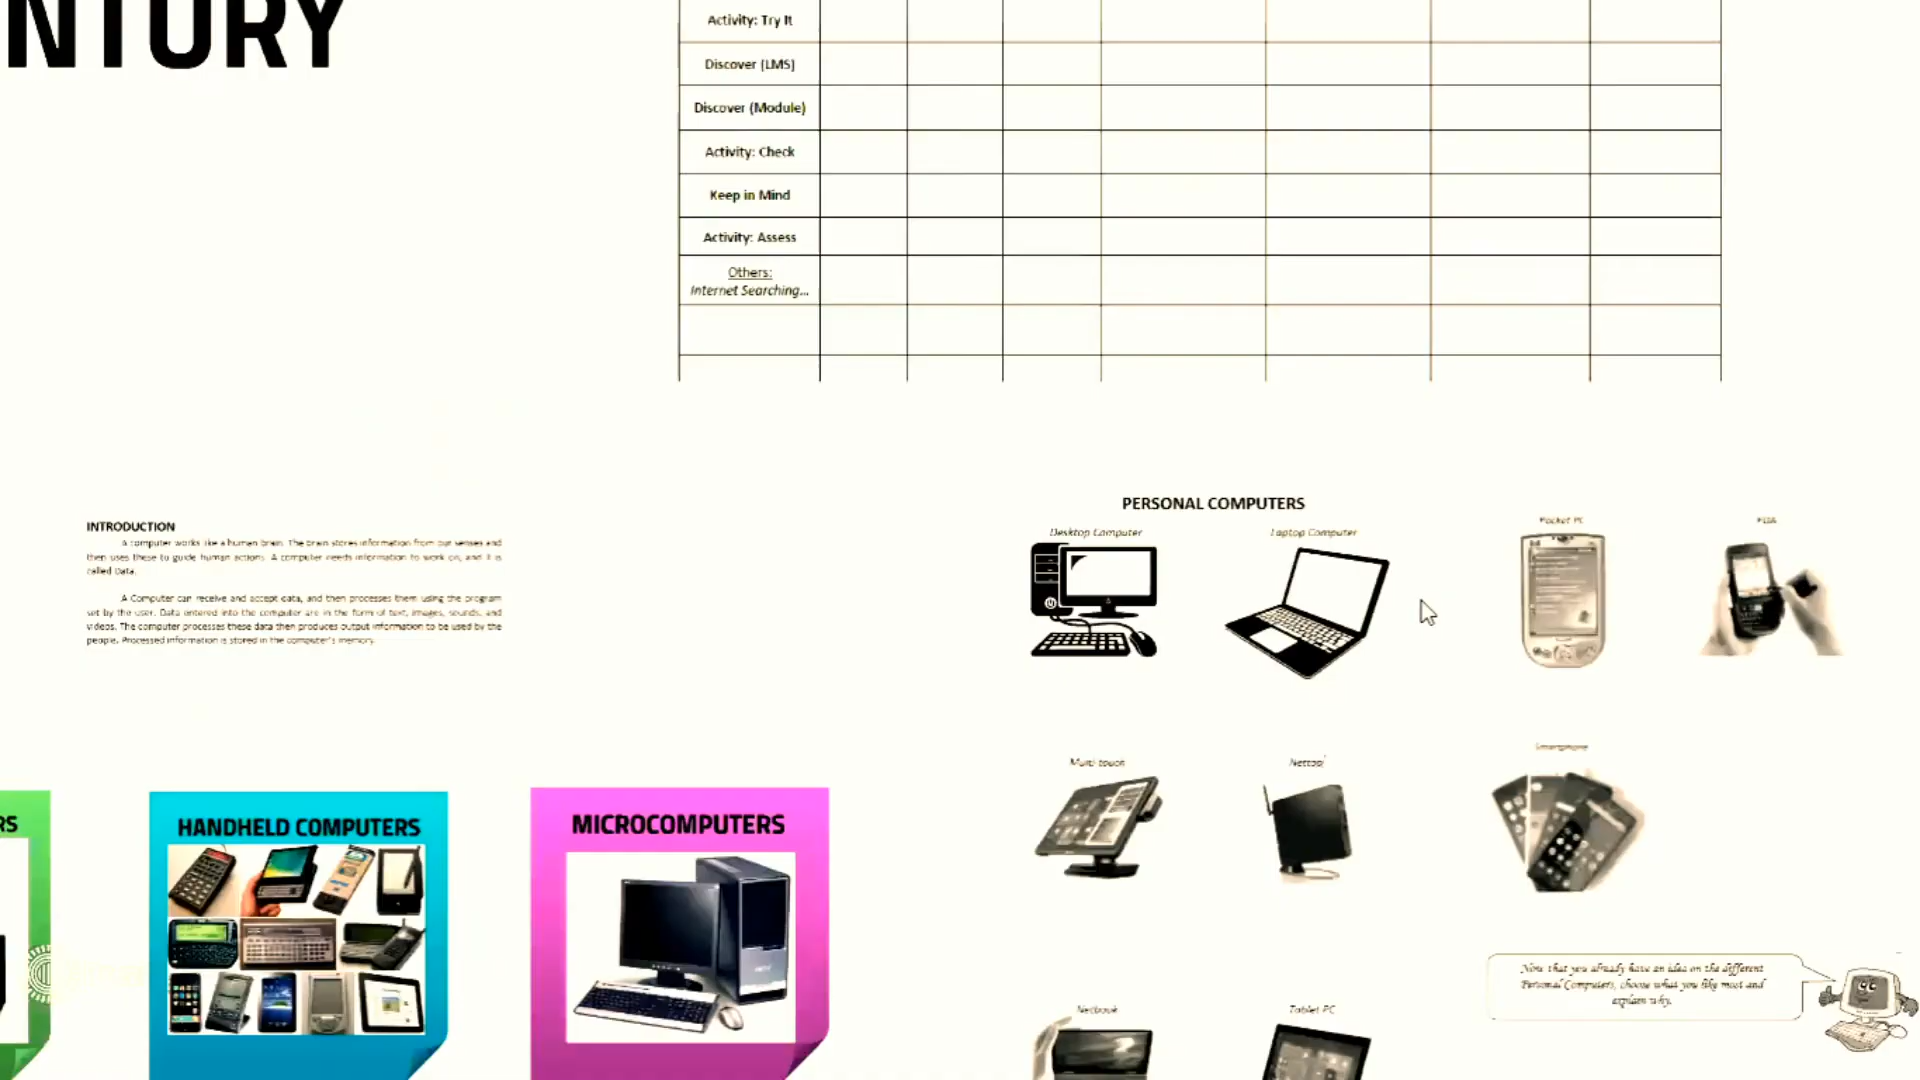 NTURY
Activity: Try It
Discover (LMS)
Discover (Module)
Activity: Check
Keep in Mind
Activity: Assess
Others:
Internet Searching...
INTRODUCTION
A computer works like a human brain. The brain stores information from our senses and
then uses these to guide human actions. A computer needs information to work on, and it is
called Data.
A Computer can receive and accept data, and then processes them using the program
set by the user. Data entered into the computer are in the form of text, images, sounds, and
videos. The computer processes these data then produces output information to be used by the
people. Processed information is stored in the computer's memory.
PERSONAL COMPUTERS
Desktop Computer
Laptop Computer
Pocket PC
PDA
Multi-touch
Nettop
Smartphone
Netbook
Tablet PC
Now that you already have an idea on the different
Personal Computers, choose what you like most and
explain why.
RS
HANDHELD COMPUTERS
MICROCOMPUTERS